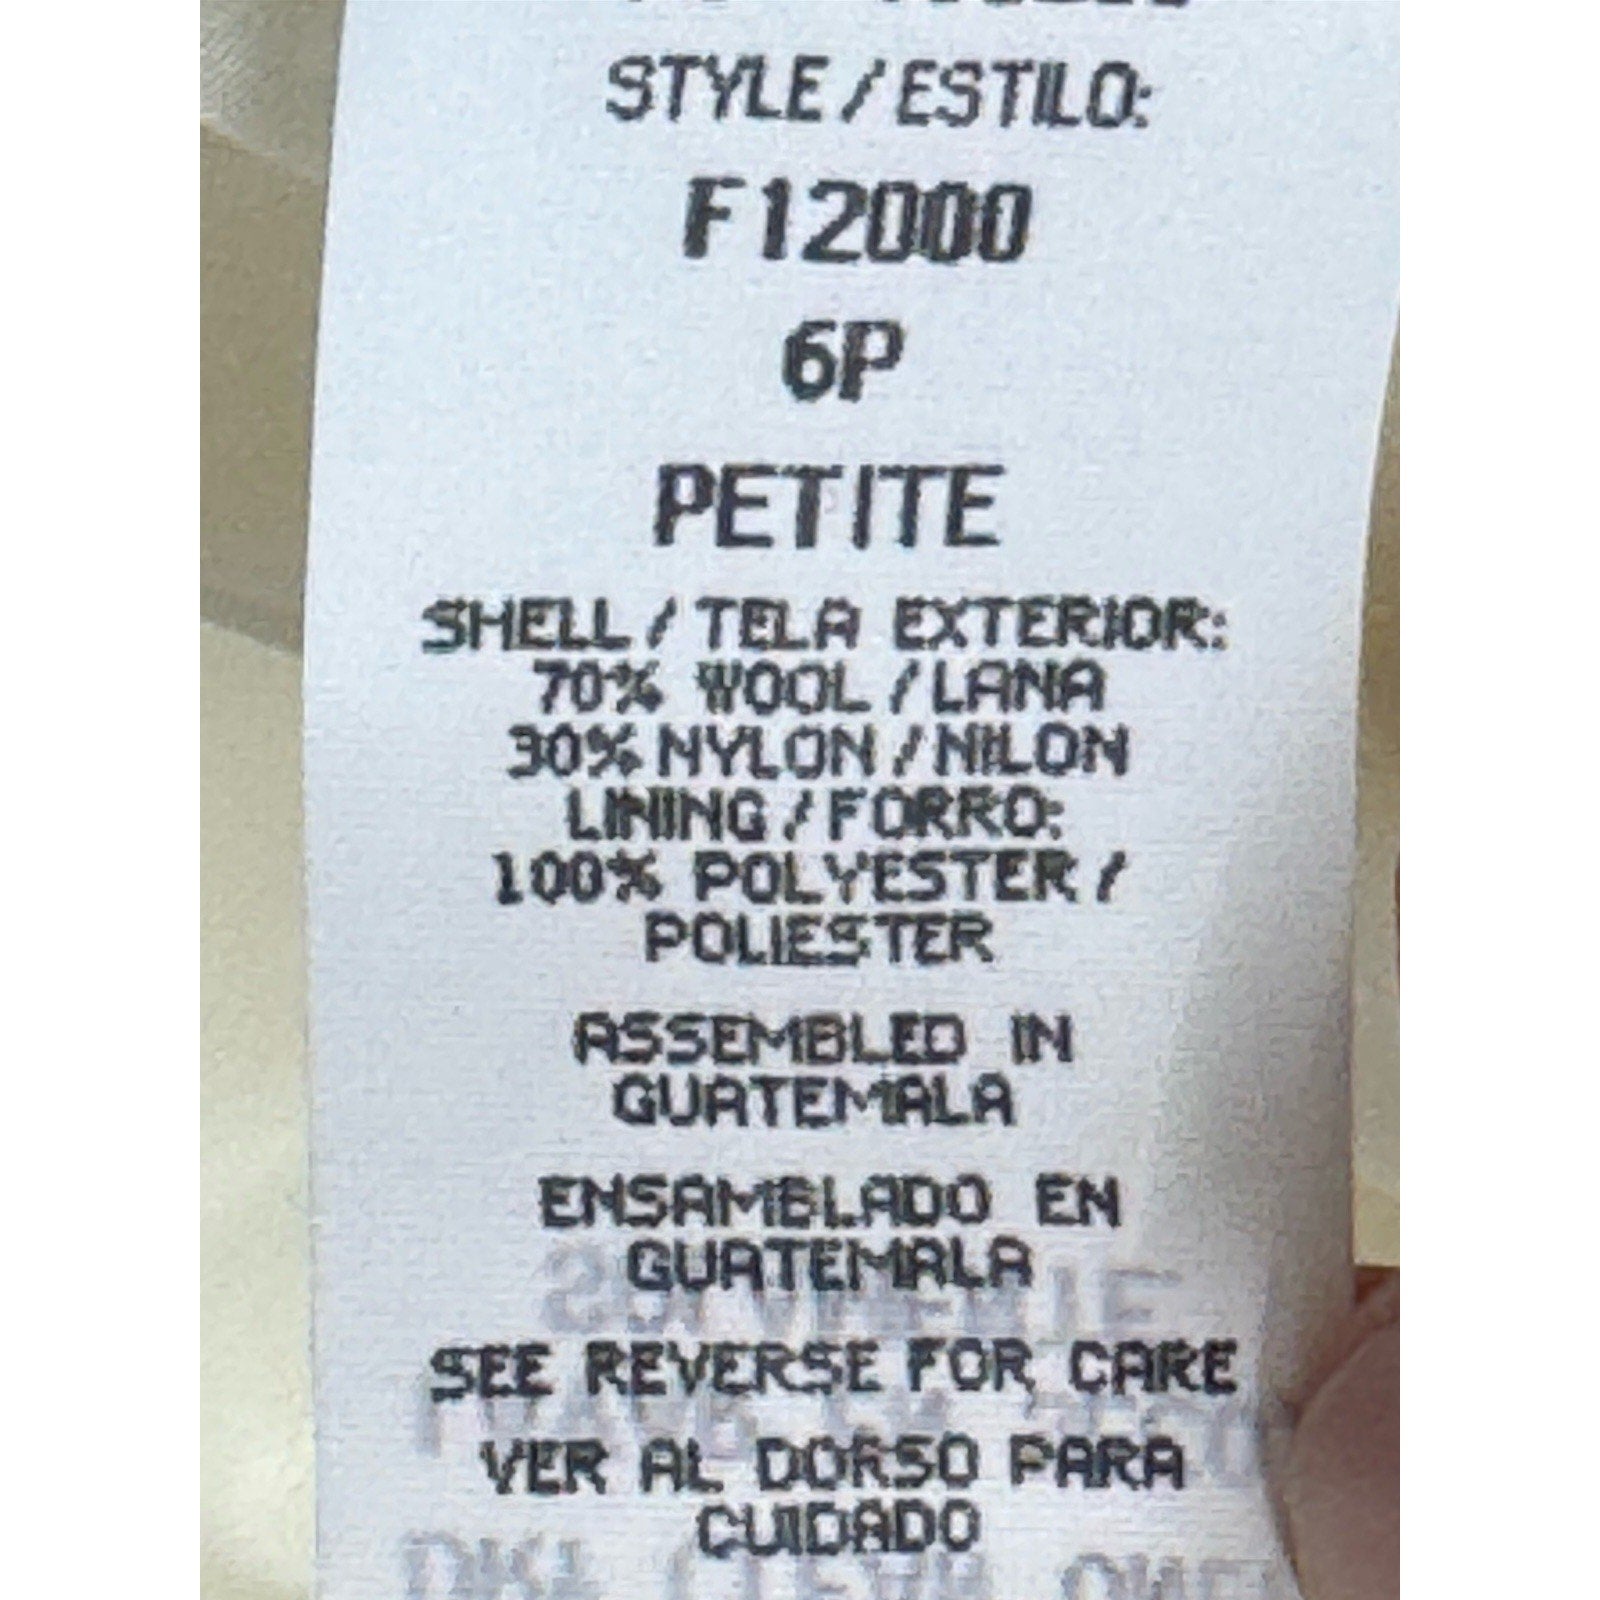 STYLE / ESTILO:
F12000
6P
PETITE
SHELL / TELA EXTERIOR:
70% WOOL / LANA
30% NYLON / NILON
LINING / FORRO:
100% POLYESTER /
POLIESTER
ASSEMBLED IN
GUATEMALA
ENSAMBLADO EN
GUATEMALA
SEE REVERSE FOR CARE
VER AL DORSO PARA
CUIDADO